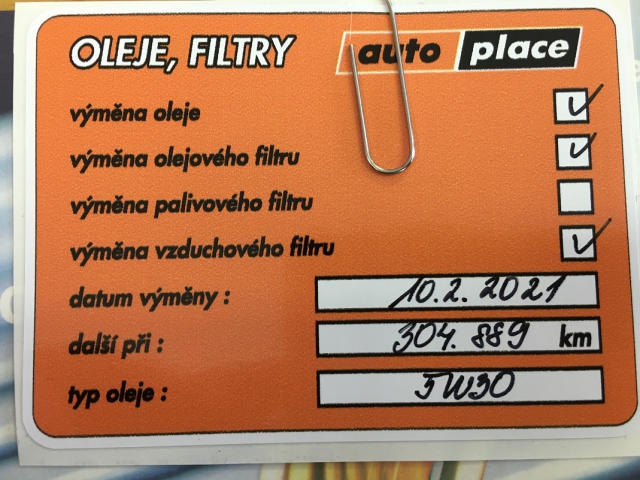 OLEJE, FILTRY auto place
výměna oleje
výměna olejového filtru
výměna palivového filtru
výměna vzduchového filtru
datum výměny : 10.2.2021
další při : 304.889 km
typ oleje : 5W30